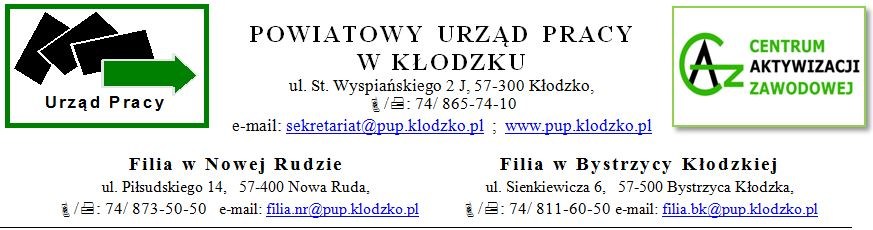 Urząd Pracy
POWIATOWY URZĄD PRACY
W KŁODZKU
ul. St. Wyspiańskiego 2 J, 57-300 Kłodzko,
🖁/🖷: 74/ 865-74-10
e-mail: sekretariat@pup.klodzko.pl ; www.pup.klodzko.pl
CAZ
CENTRUM
AKTYWIZACJI
ZAWODOWEJ
Filia w Nowej Rudzie
ul. Piłsudskiego 14, 57-400 Nowa Ruda,
🖁/🖷: 74/ 873-50-50 e-mail: filia.nr@pup.klodzko.pl
Filia w Bystrzycy Kłodzkiej
ul. Sienkiewicza 6, 57-500 Bystrzyca Kłodzka,
🖁/🖷: 74/ 811-60-50 e-mail: filia.bk@pup.klodzko.pl